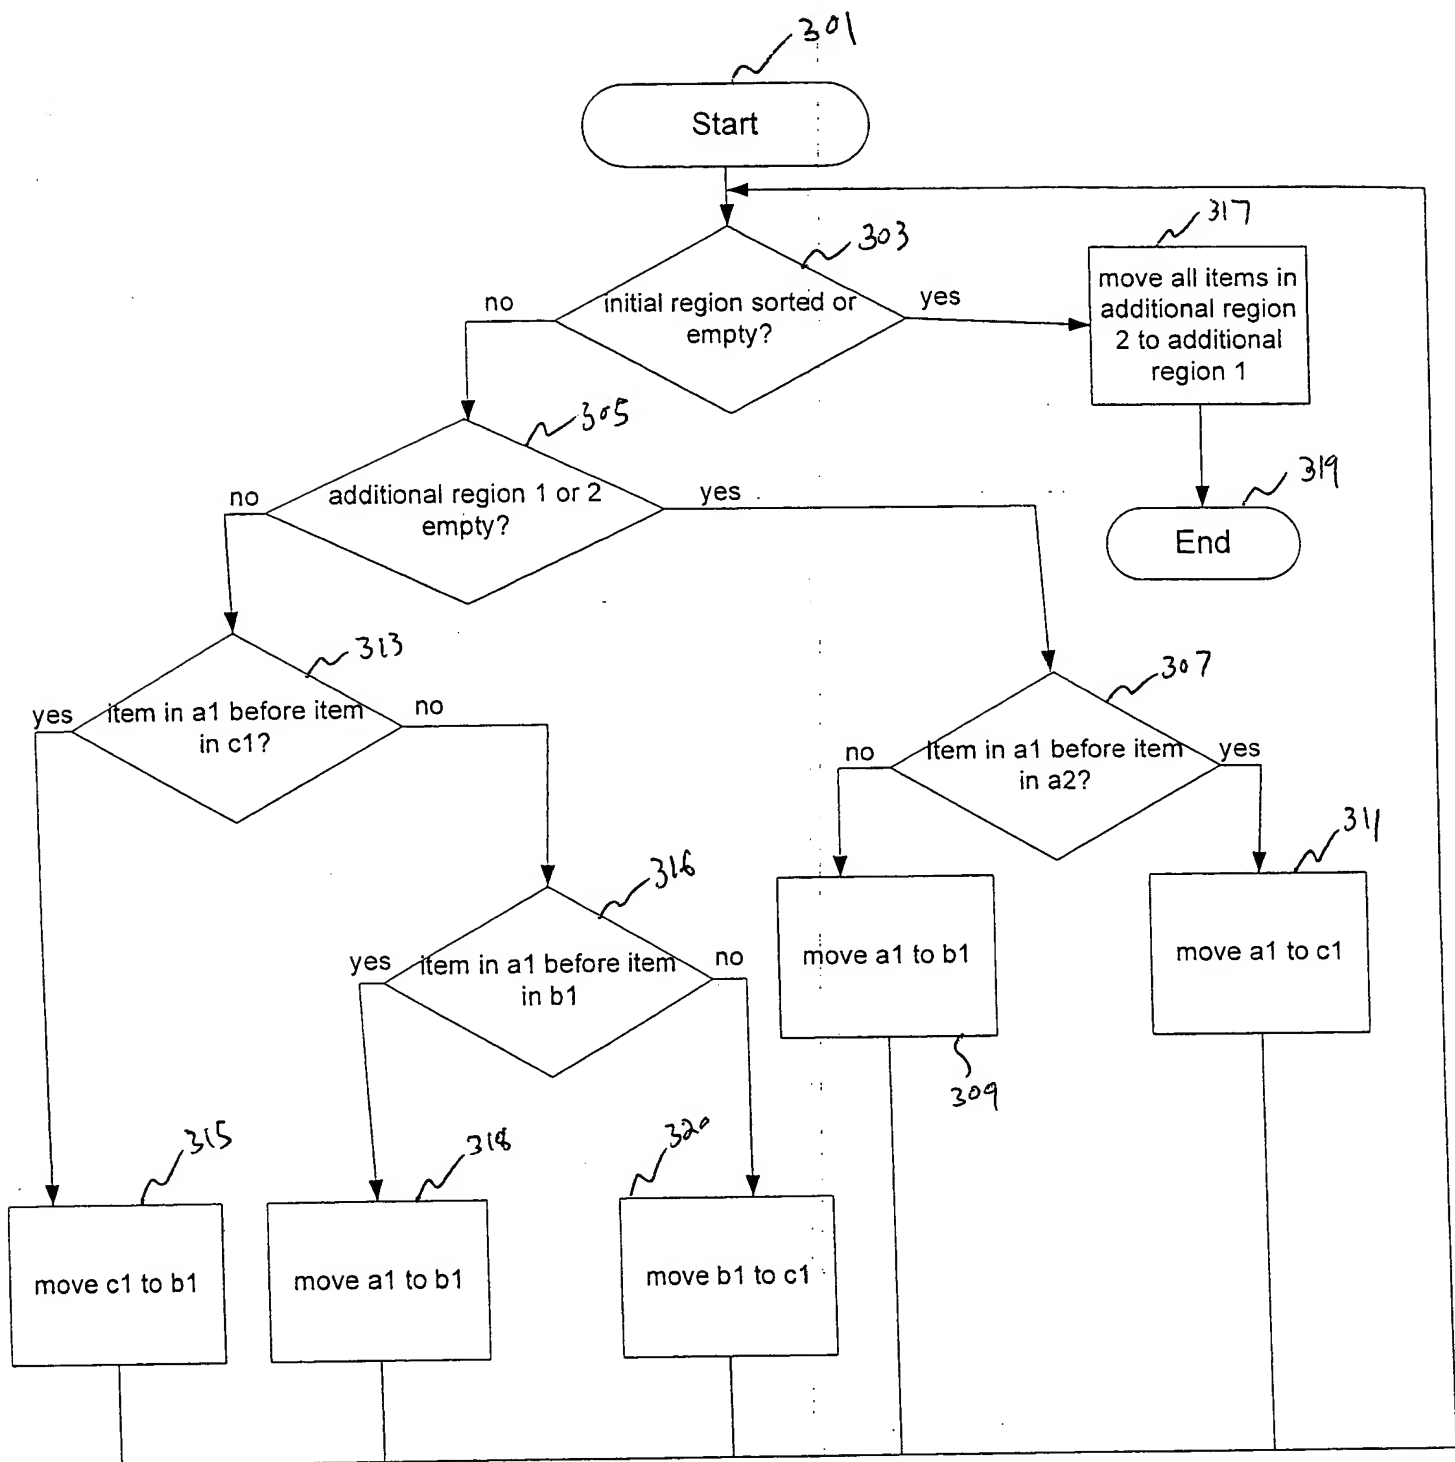 301
Start
303
317
no
initial region sorted or
empty?
yes
move all items in
additional region
2 to additional
region 1
305
319
no
additional region 1 or 2
empty?
yes
End
313
307
yes
item in a1 before item
in c1?
no
no
item in a1 before item
in a2?
yes
311
316
move a1 to b1
move a1 to c1
yes
item in a1 before item
in b1
no
309
315
318
320
move c1 to b1
move a1 to b1
move b1 to c1